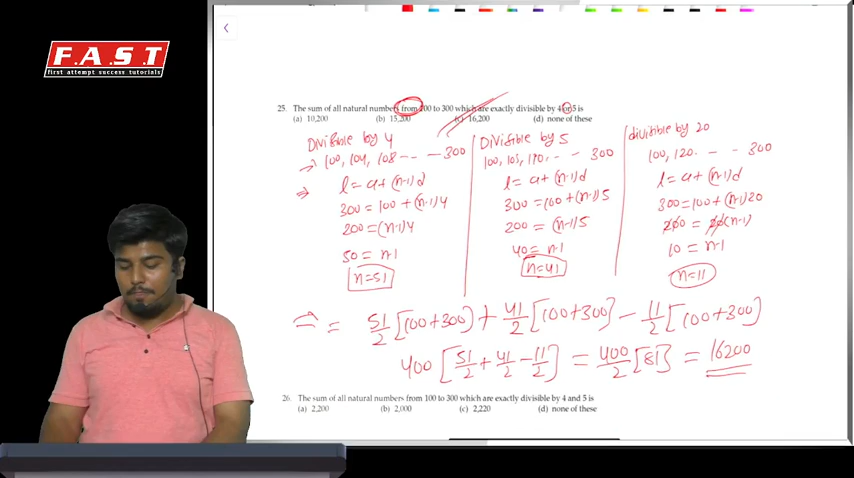 F.A.S.T
first attempt success tutorials
25. The sum of all natural numbers from 100 to 300 which are exactly divisible by 4 or 5 is
(a) 10,200 (b) 15,200 (c) 16,200 (d) none of these
Divisible by 4
→ 100, 104, 108 -- - — 300
⇒ l = a + (n-1) d
300 = 100 + (n-1) 4
200 = (n-1) 4
50 = n-1
n=51
Divisible by 5
100, 105, 110, - - - 300
l = a + (n-1) d
300 = 100 + (n-1) 5
200 = (n-1) 5
40 = n-1
n=41
divisible by 20
100, 120. - - - 300
l = a + (n-1) d
300 = 100 + (n-1) 20
200 = 20 (n-1)
10 = n-1
n=11
⇒ = 51/2 [100+300] + 41/2 [100+300] - 11/2 [100+300]
400 [51/2 + 41/2 - 11/2] = 400/2 [81] = 16200
26. The sum of all natural numbers from 100 to 300 which are exactly divisible by 4 and 5 is
(a) 2,200 (b) 2,000 (c) 2,220 (d) none of these